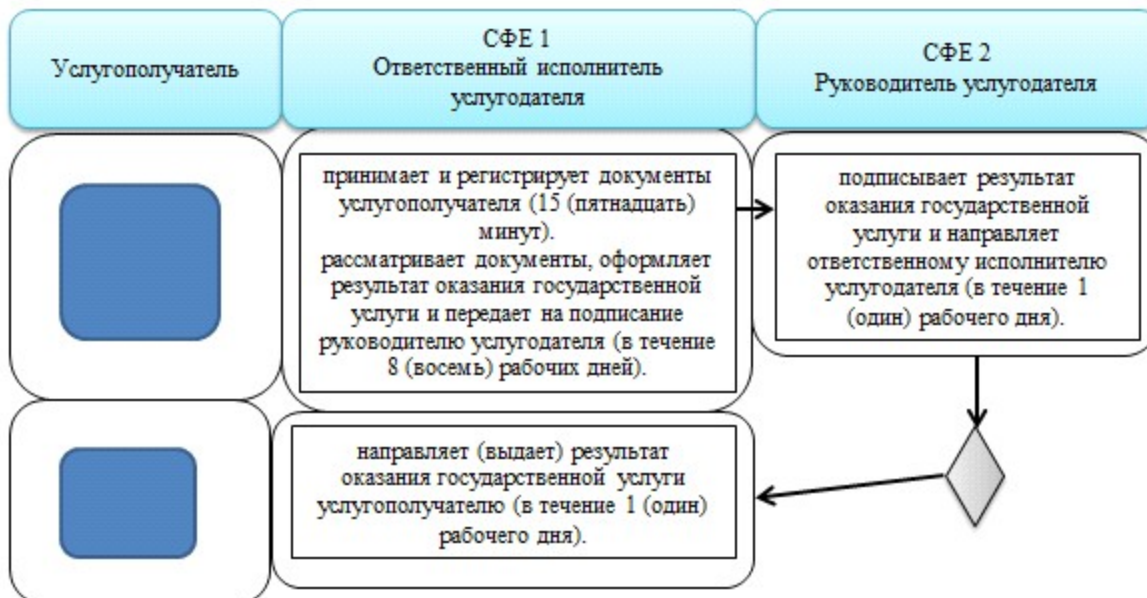 Услугополучатель
СФЕ 1
Ответственный исполнитель
услугодателя
СФЕ 2
Руководитель услугодателя
принимает и регистрирует документы
услугополучателя (15 (пятнадцать)
минут).
рассматривает документы, оформляет
результат оказания государственной
услуги и передает на подписание
руководителю услугодателя (в течение
8 (восемь) рабочих дней).
подписывает результат
оказания государственной
услуги и направляет
ответственному исполнителю
услугодателя (в течение 1
(один) рабочего дня).
направляет (выдает) результат
оказания государственной услуги
услугополучателю (в течение 1 (один)
рабочего дня).